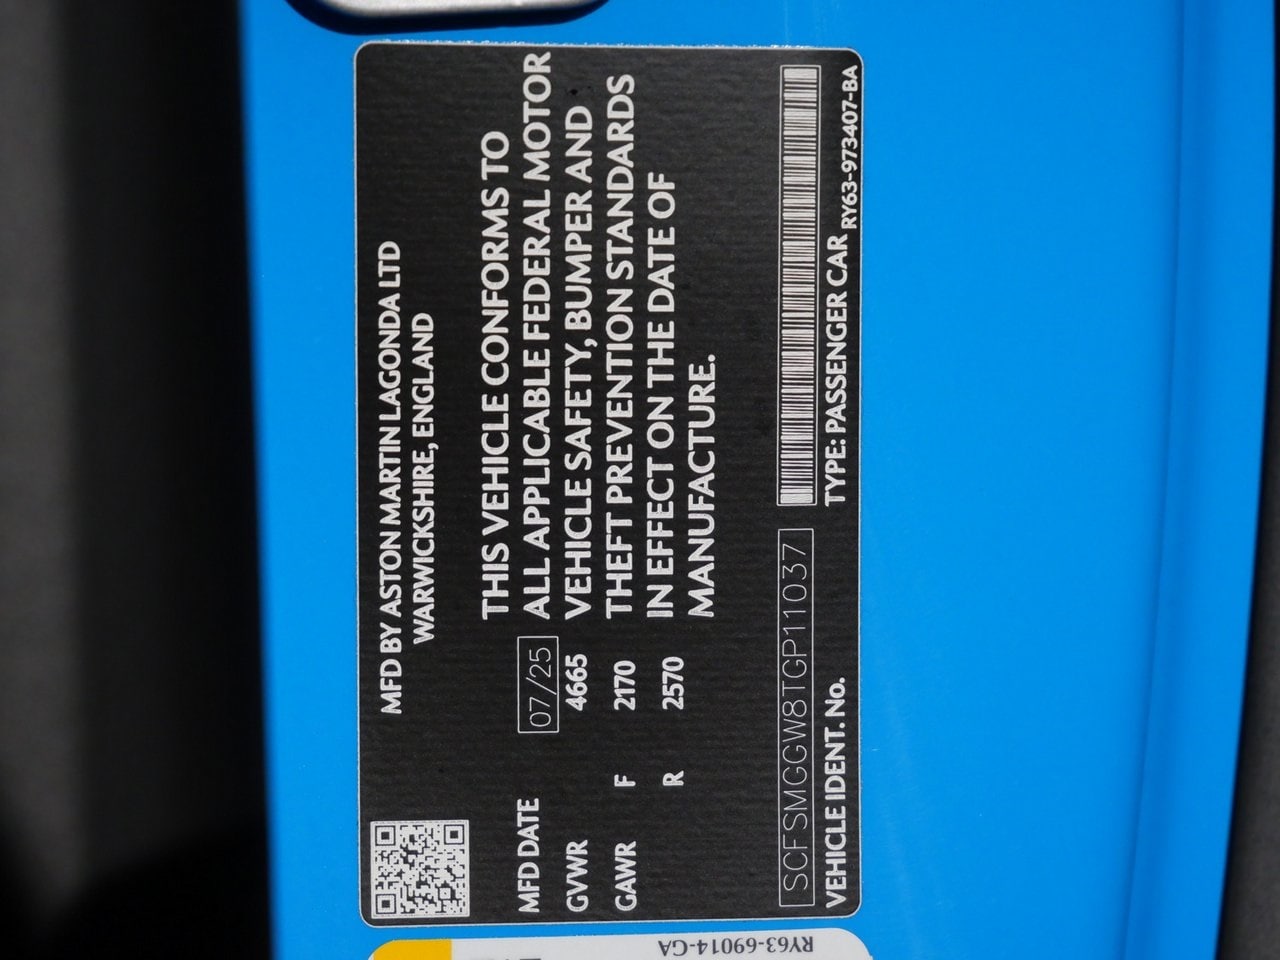 MFD BY ASTON MARTIN LAGONDA LTD
WARWICKSHIRE, ENGLAND
MFD DATE 07/25
GVWR 4665
GAWR F 2170
R 2570
THIS VEHICLE CONFORMS TO
ALL APPLICABLE FEDERAL MOTOR
VEHICLE SAFETY, BUMPER AND
THEFT PREVENTION STANDARDS
IN EFFECT ON THE DATE OF
MANUFACTURE.
SCFSMGGW8TGP11037
VEHICLE IDENT. No.
TYPE: PASSENGER CAR
RY63-973407-BA
RY63-69014-GA